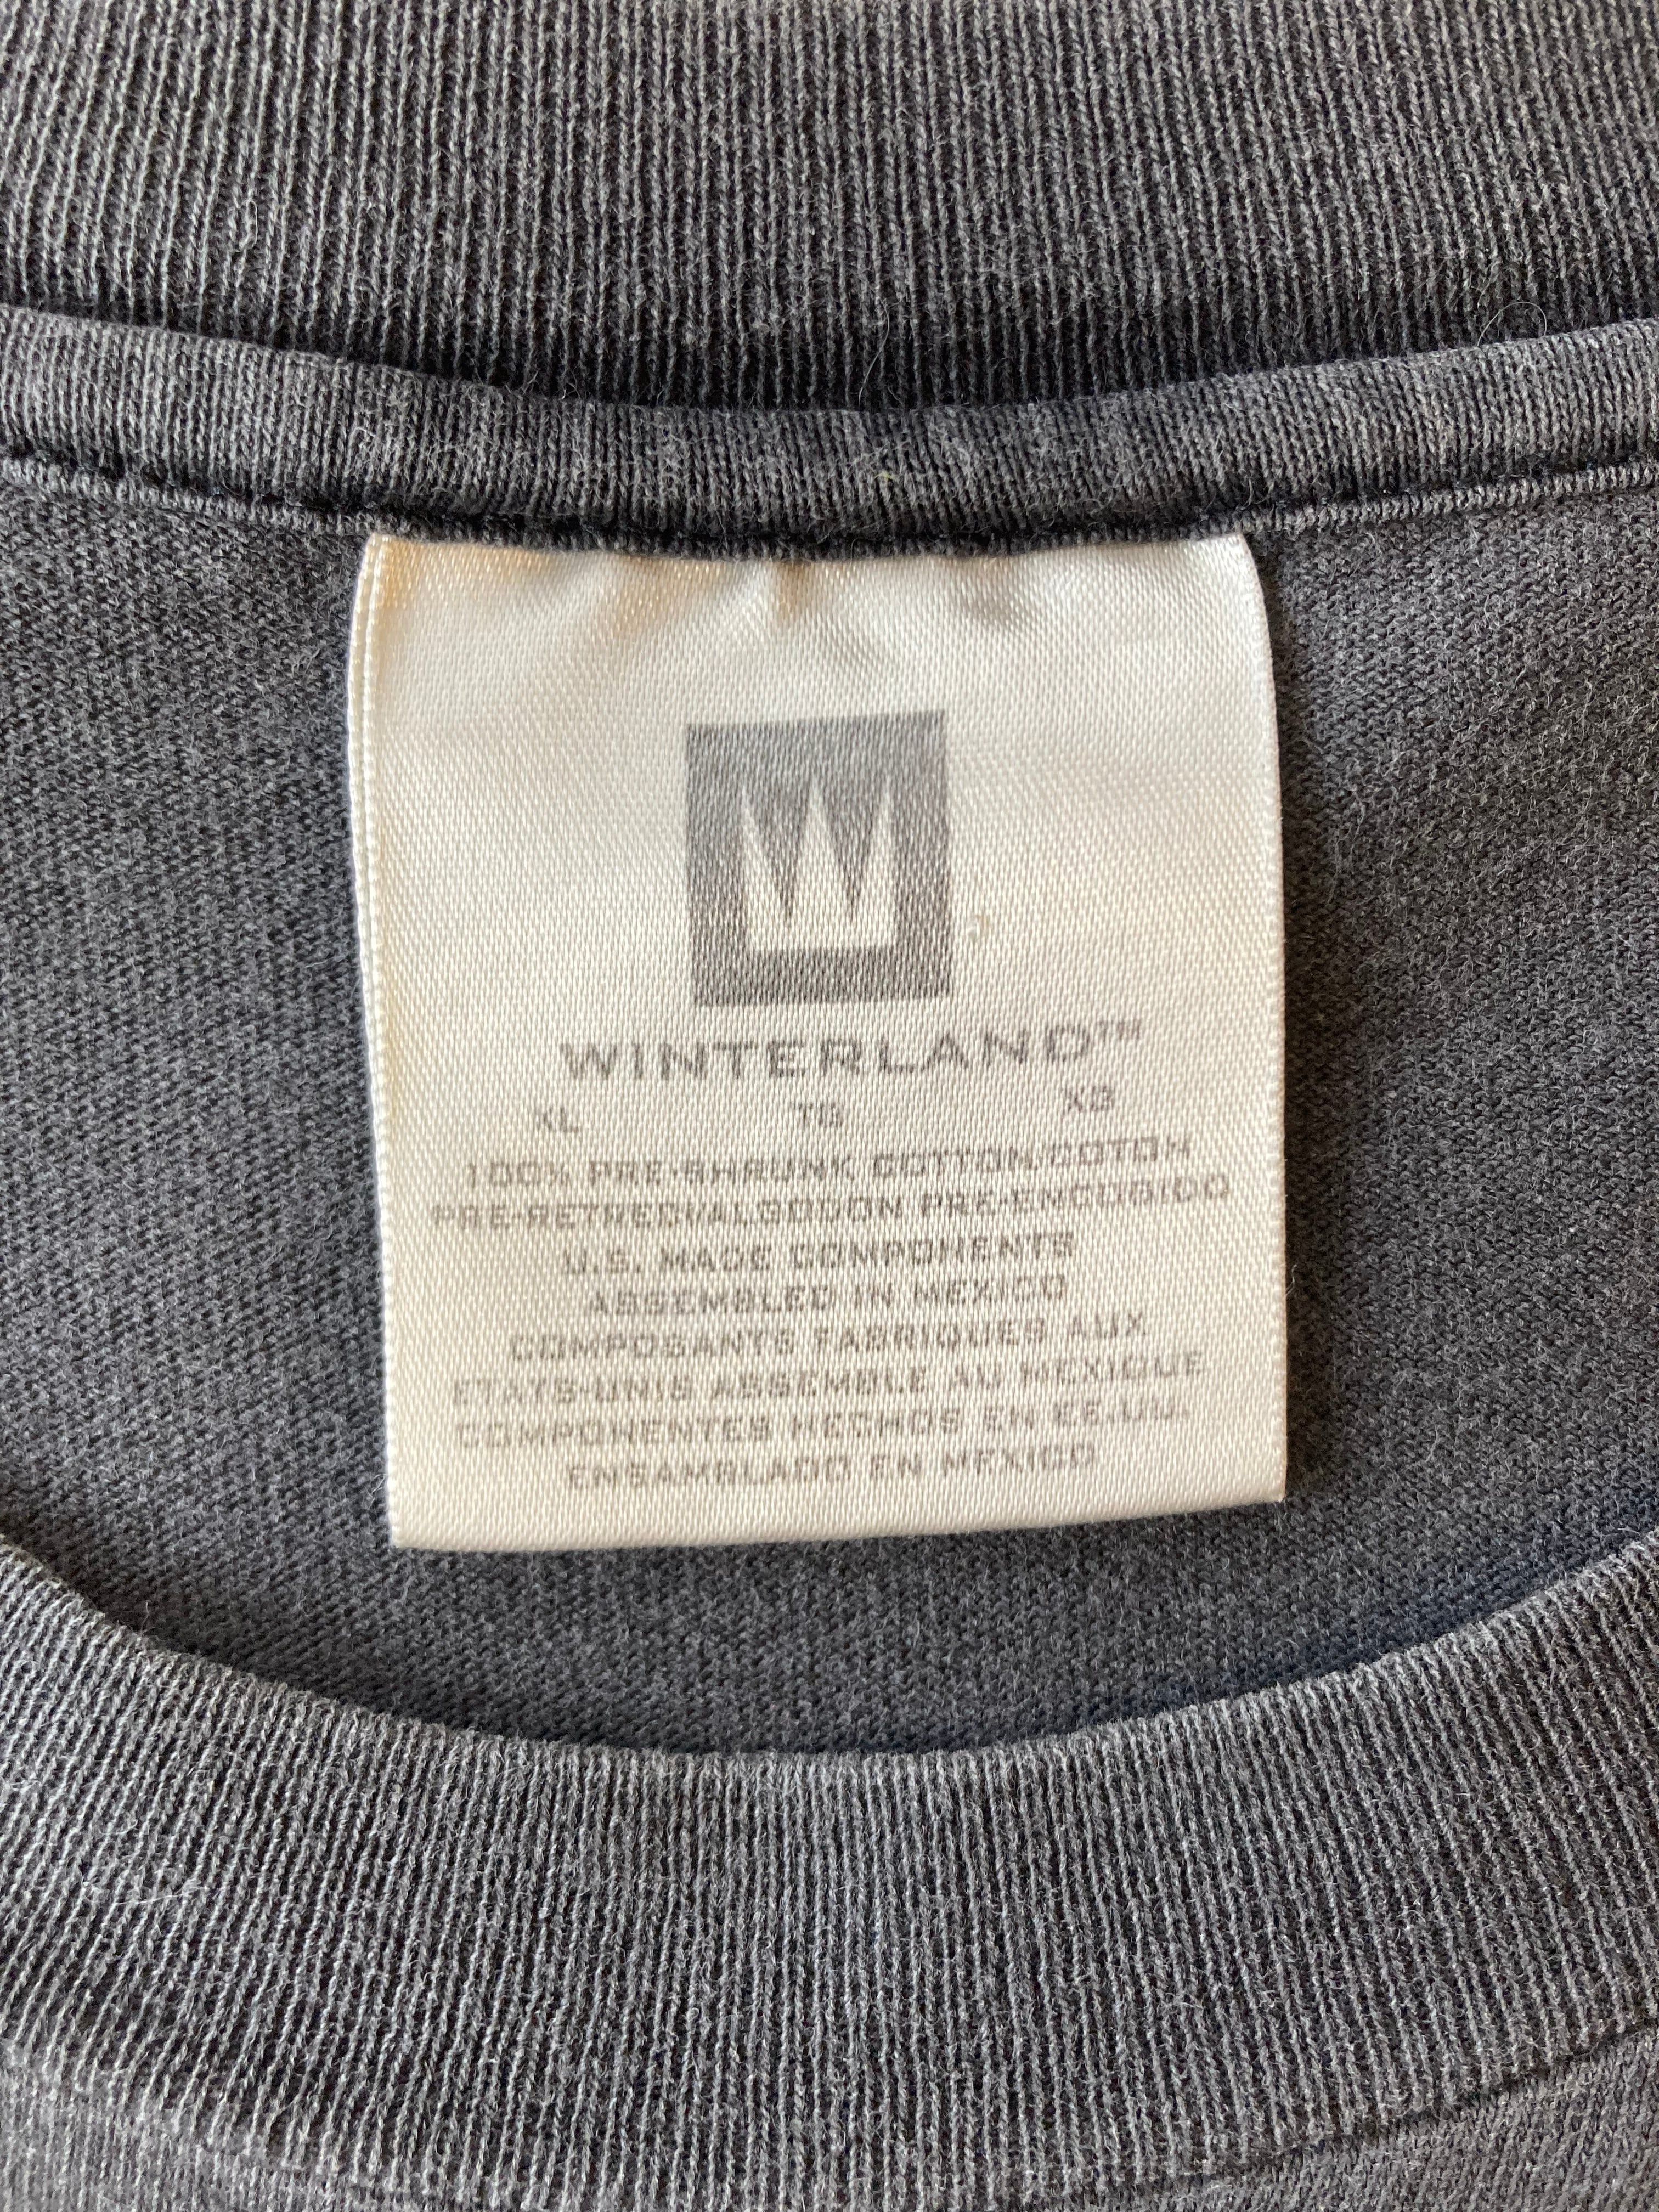 W
WINTERLAND™
XL TG XG
100% PRE-SHRUNK COTTON/COTON
PRE-RETRECI/ALGODON PRE-ENCOGIDO
U.S. MADE COMPONENTS
ASSEMBLED IN MEXICO
COMPOSANTS FABRIQUES AUX
ETATS-UNIS ASSEMBLE AU MEXIQUE
COMPONENTES HECHOS EN EE.UU.
ENSAMBLADO EN MEXICO